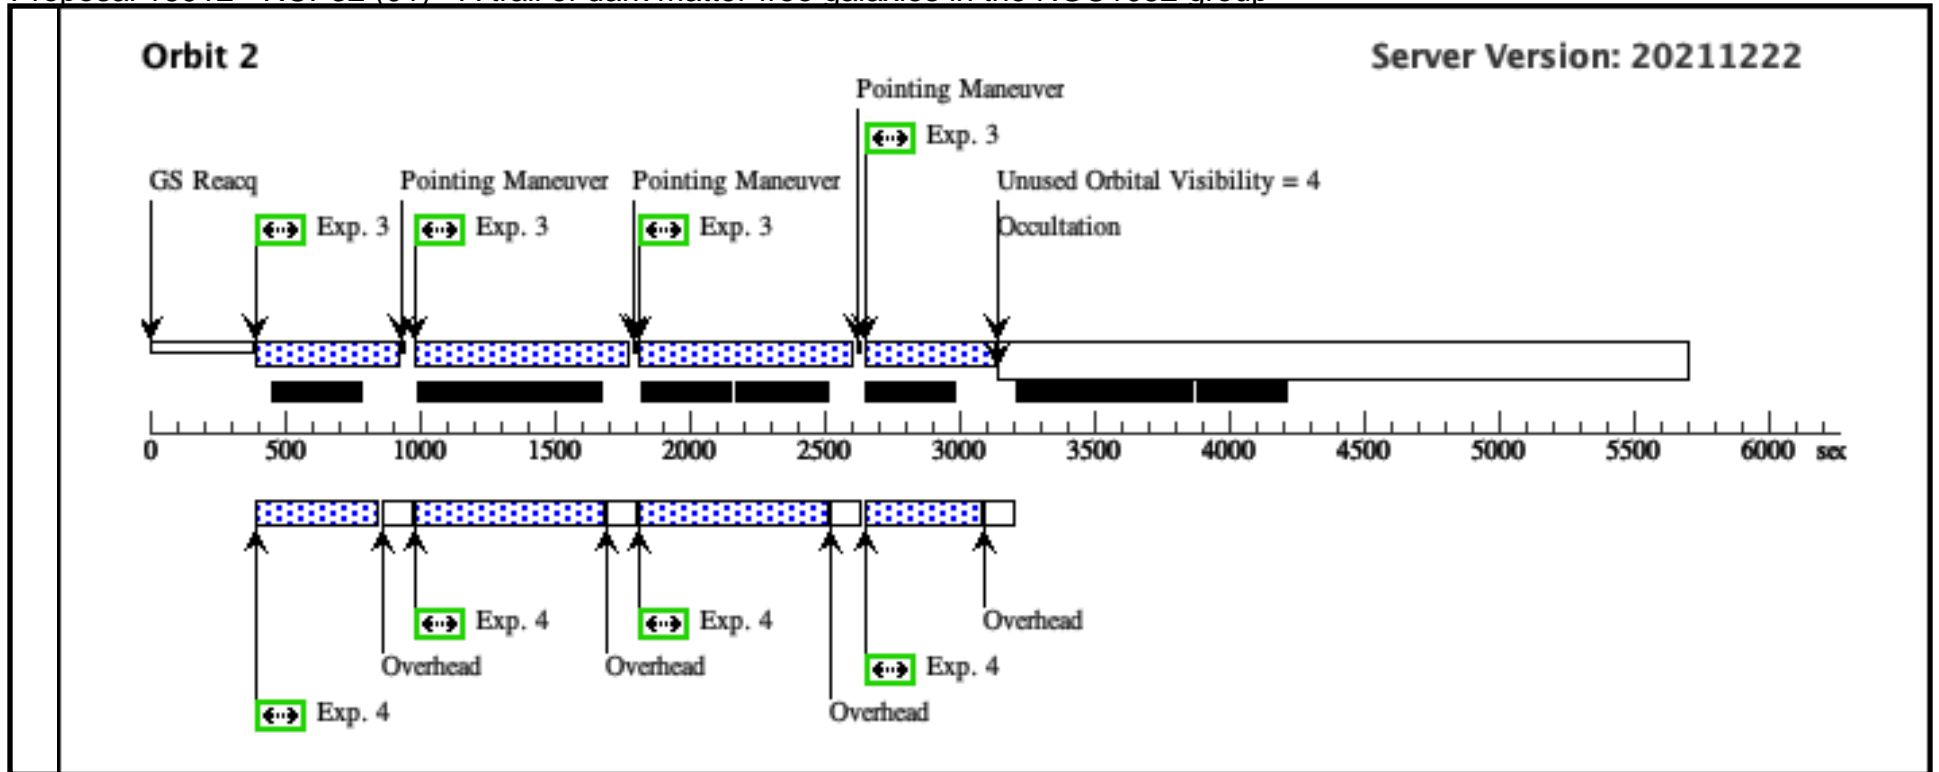 Orbit 2
Server Version: 20211222
Pointing Maneuver
Exp. 3
GS Reacq
Pointing Maneuver
Pointing Maneuver
Unused Orbital Visibility = 4
Exp. 3
Exp. 3
Exp. 3
Occultation
0 500 1000 1500 2000 2500 3000 3500 4000 4500 5000 5500 6000 sec
Exp. 4
Exp. 4
Overhead
Overhead
Overhead
Exp. 4
Exp. 4
Overhead